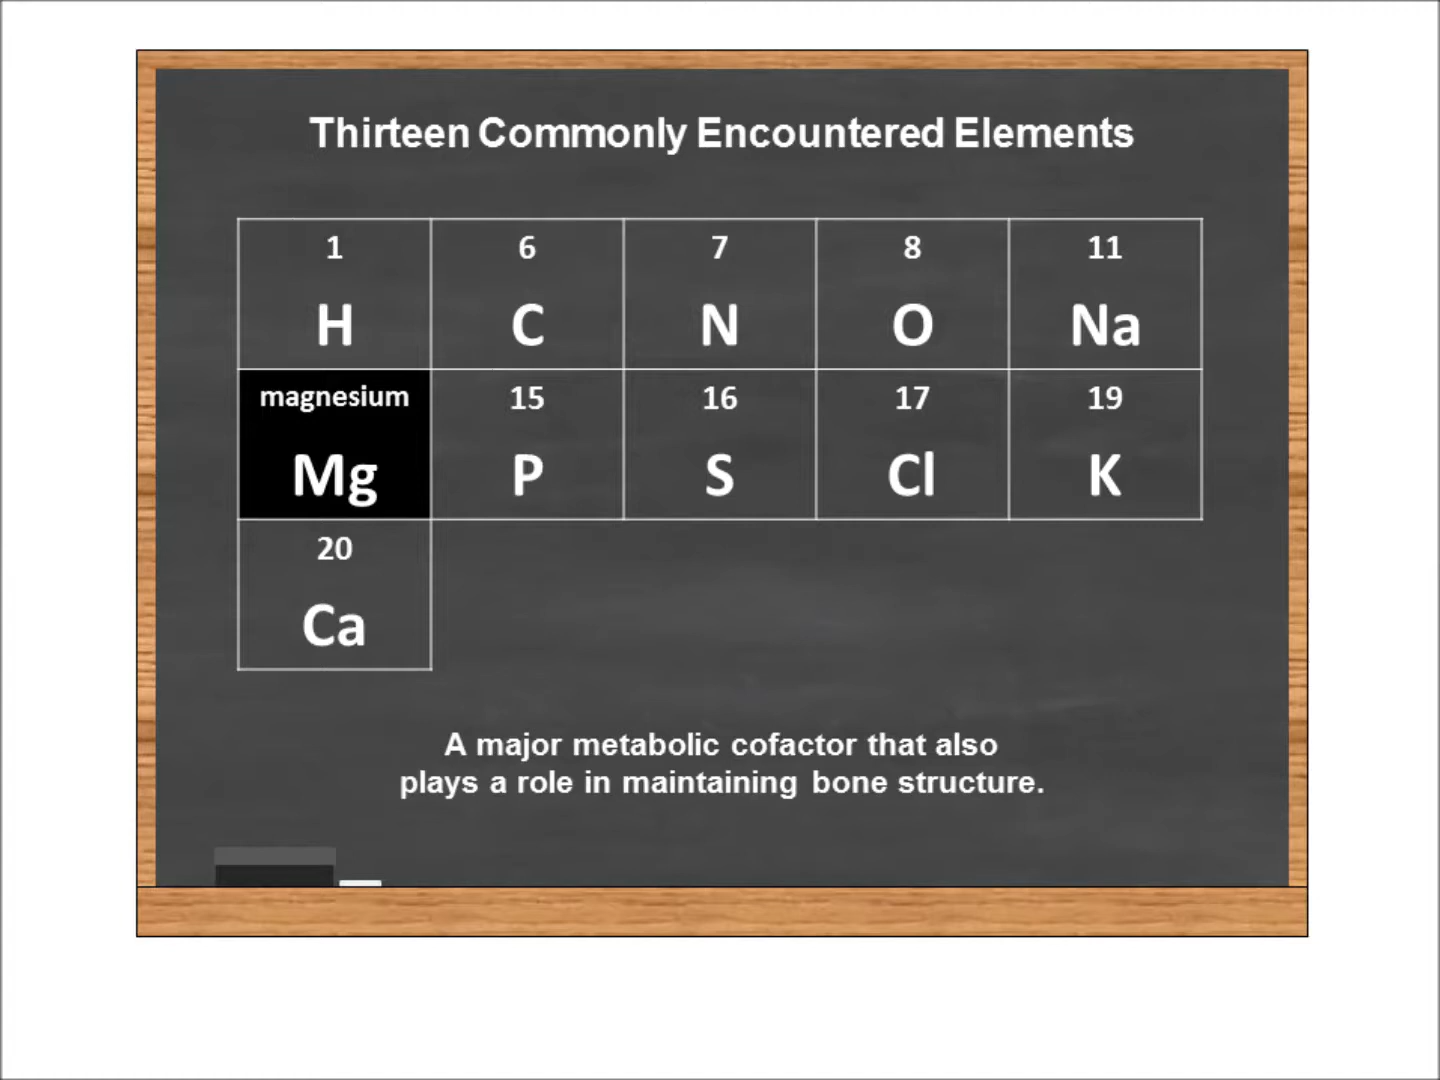 Thirteen Commonly Encountered Elements
1 6 7 8 11
H C N O Na
magnesium 15 16 17 19
Mg P S Cl K
20
Ca
A major metabolic cofactor that also
plays a role in maintaining bone structure.